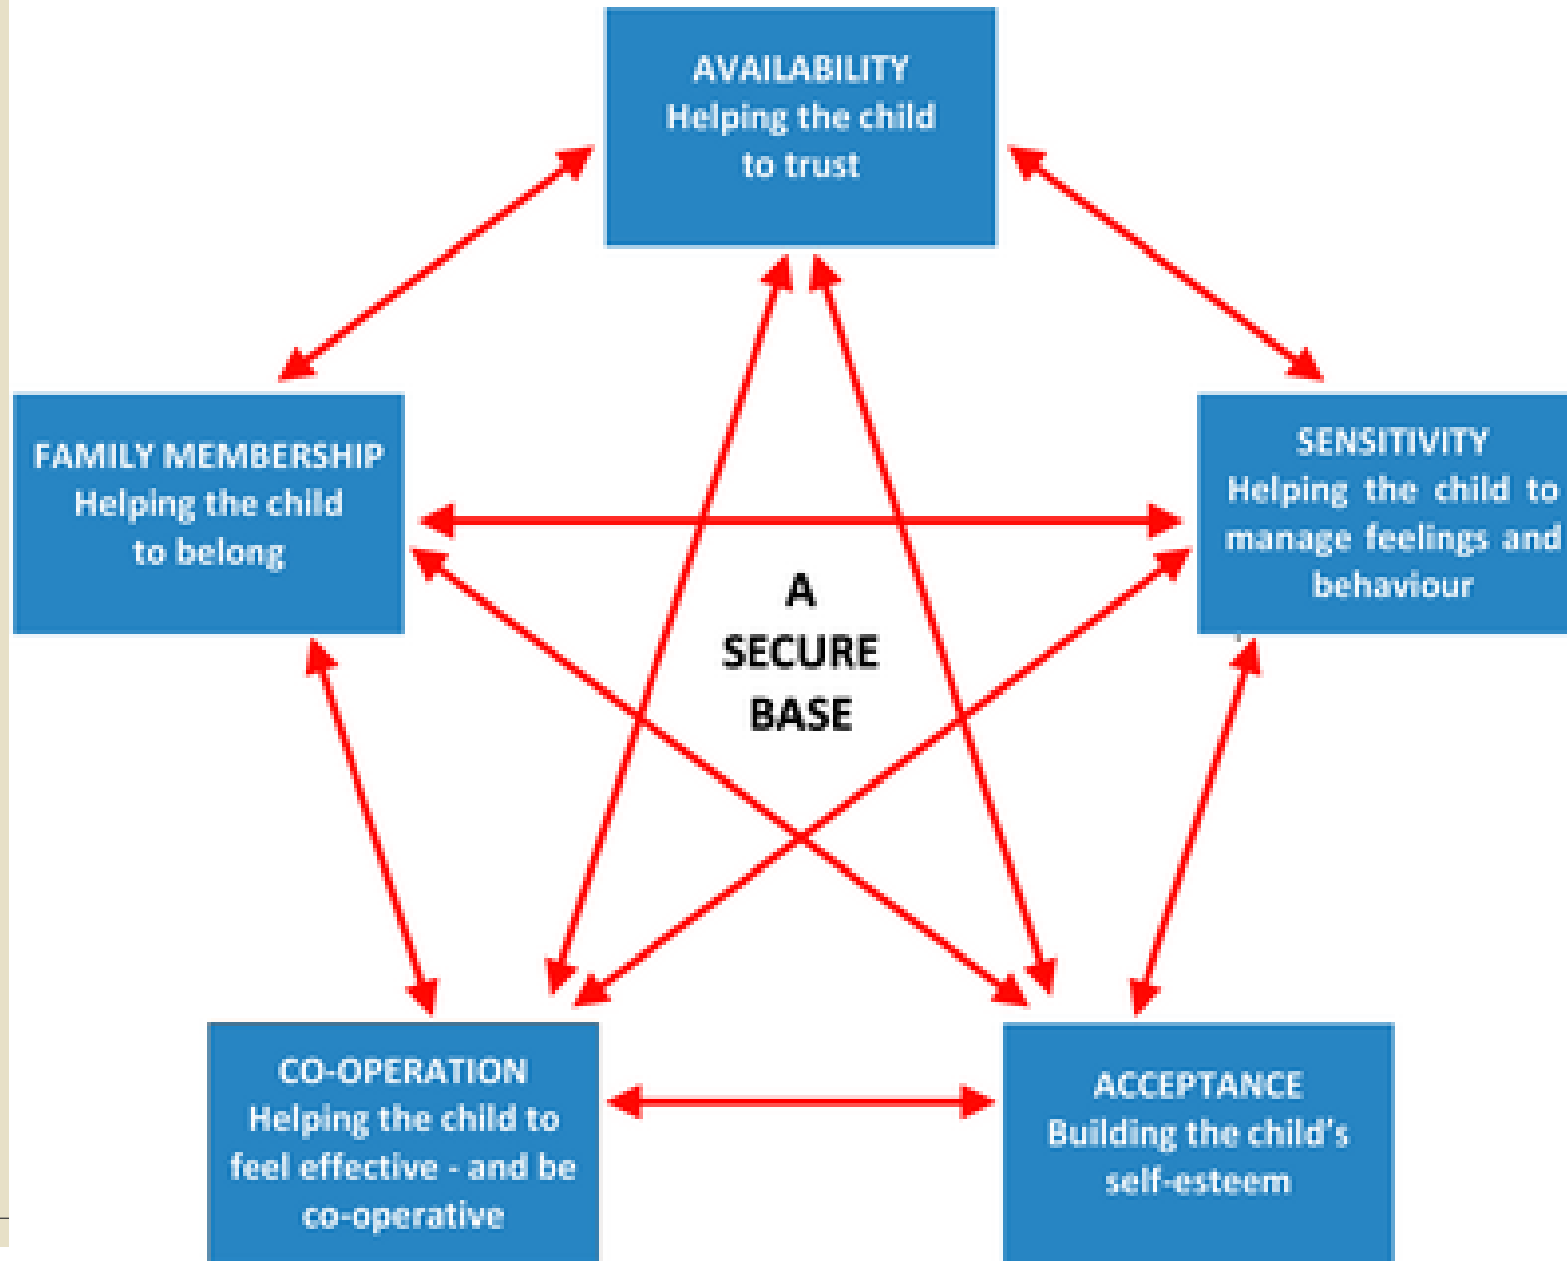 AVAILABILITY
Helping the child
to trust
FAMILY MEMBERSHIP
Helping the child
to belong
SENSITIVITY
Helping the child to
manage feelings and
behaviour
A
SECURE
BASE
CO-OPERATION
Helping the child to
feel effective - and be
co-operative
ACCEPTANCE
Building the child's
self-esteem